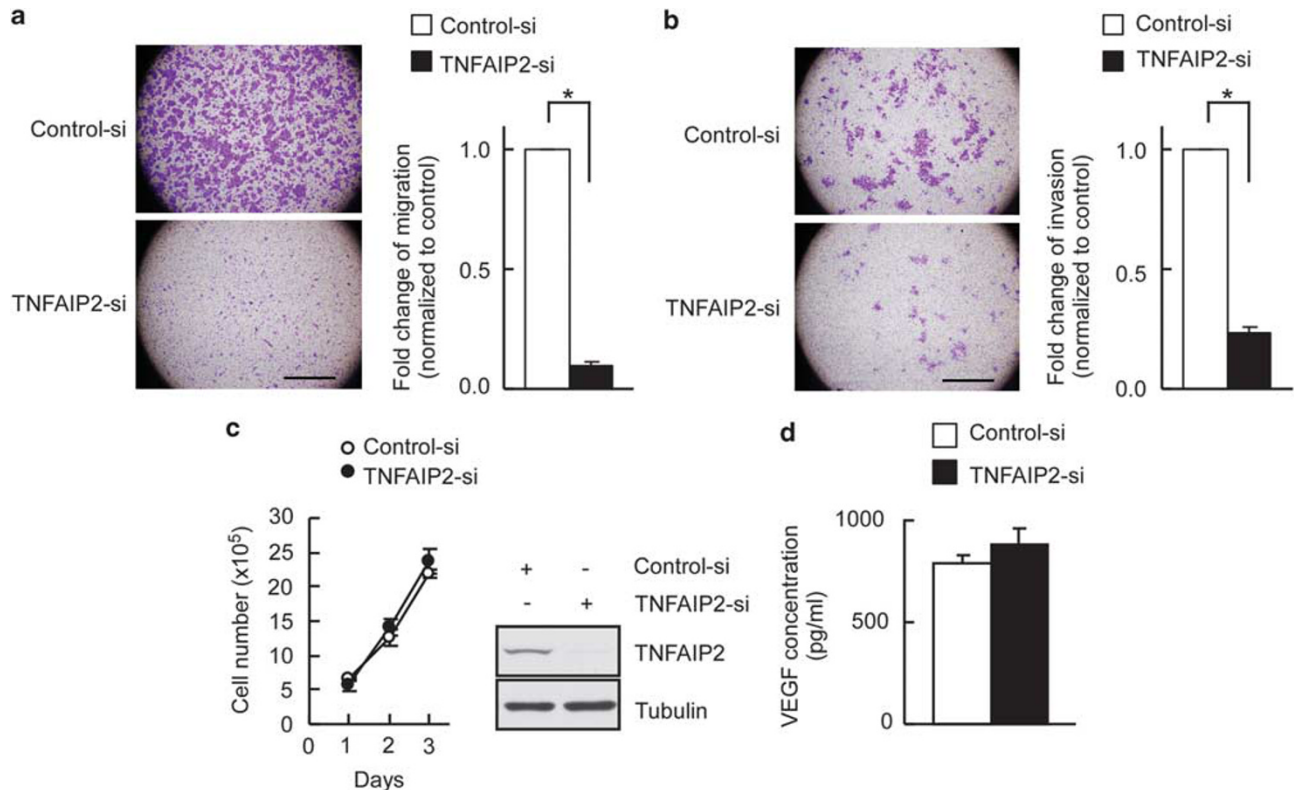 a
Control-si
TNFAIP2-si
Control-si
TNFAIP2-si
*
Fold change of migration
(normalized to control)
1.0
0.5
0.0
b
Control-si
TNFAIP2-si
Control-si
TNFAIP2-si
*
Fold change of invasion
(normalized to control)
1.0
0.5
0.0
c
Control-si
TNFAIP2-si
Cell number (x10⁵)
30
25
20
15
10
5
0
0 1 2 3
Days
+ - Control-si
- + TNFAIP2-si
TNFAIP2
Tubulin
d
Control-si
TNFAIP2-si
VEGF concentration
(pg/ml)
1000
500
0